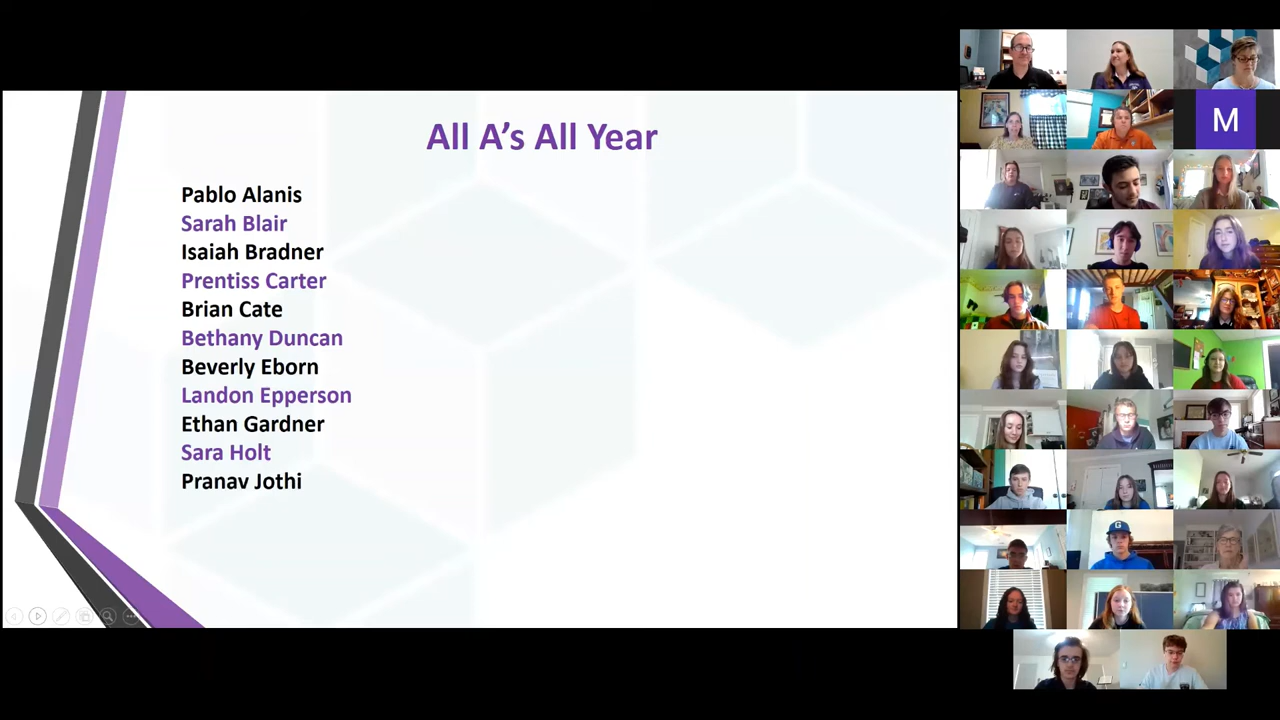 All A's All Year
Pablo Alanis
Sarah Blair
Isaiah Bradner
Prentiss Carter
Brian Cate
Bethany Duncan
Beverly Eborn
Landon Epperson
Ethan Gardner
Sara Holt
Pranav Jothi
M
G